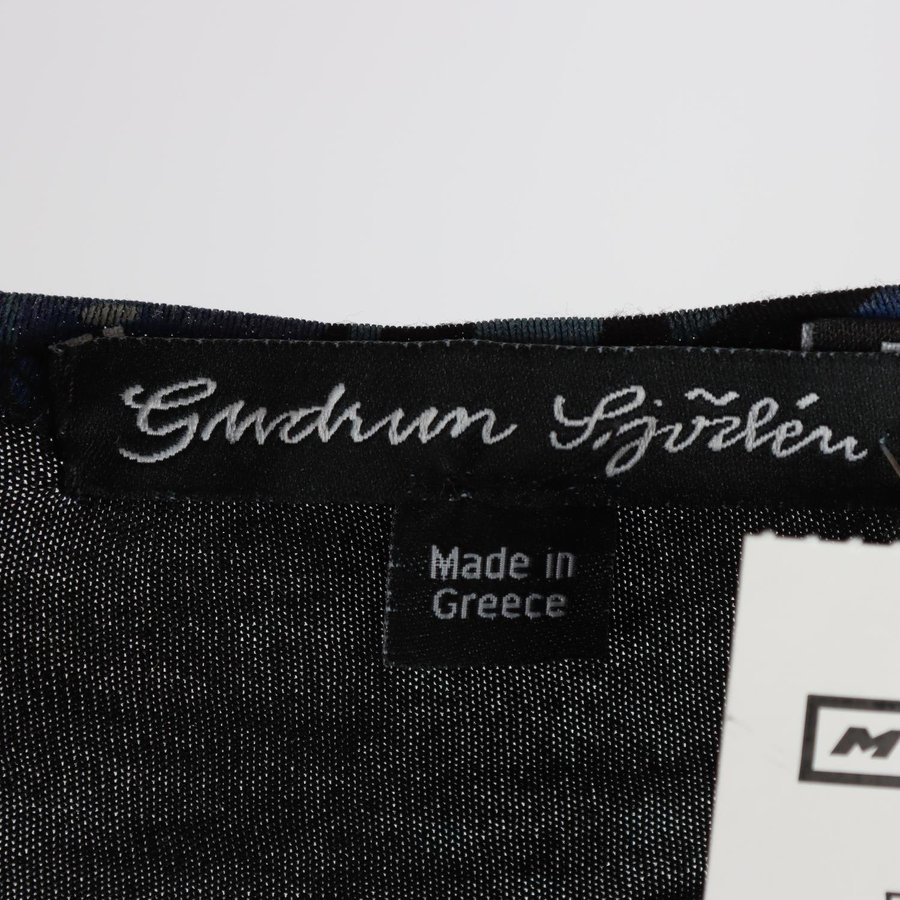 Gudrun Sjödén
Made in
Greece
M